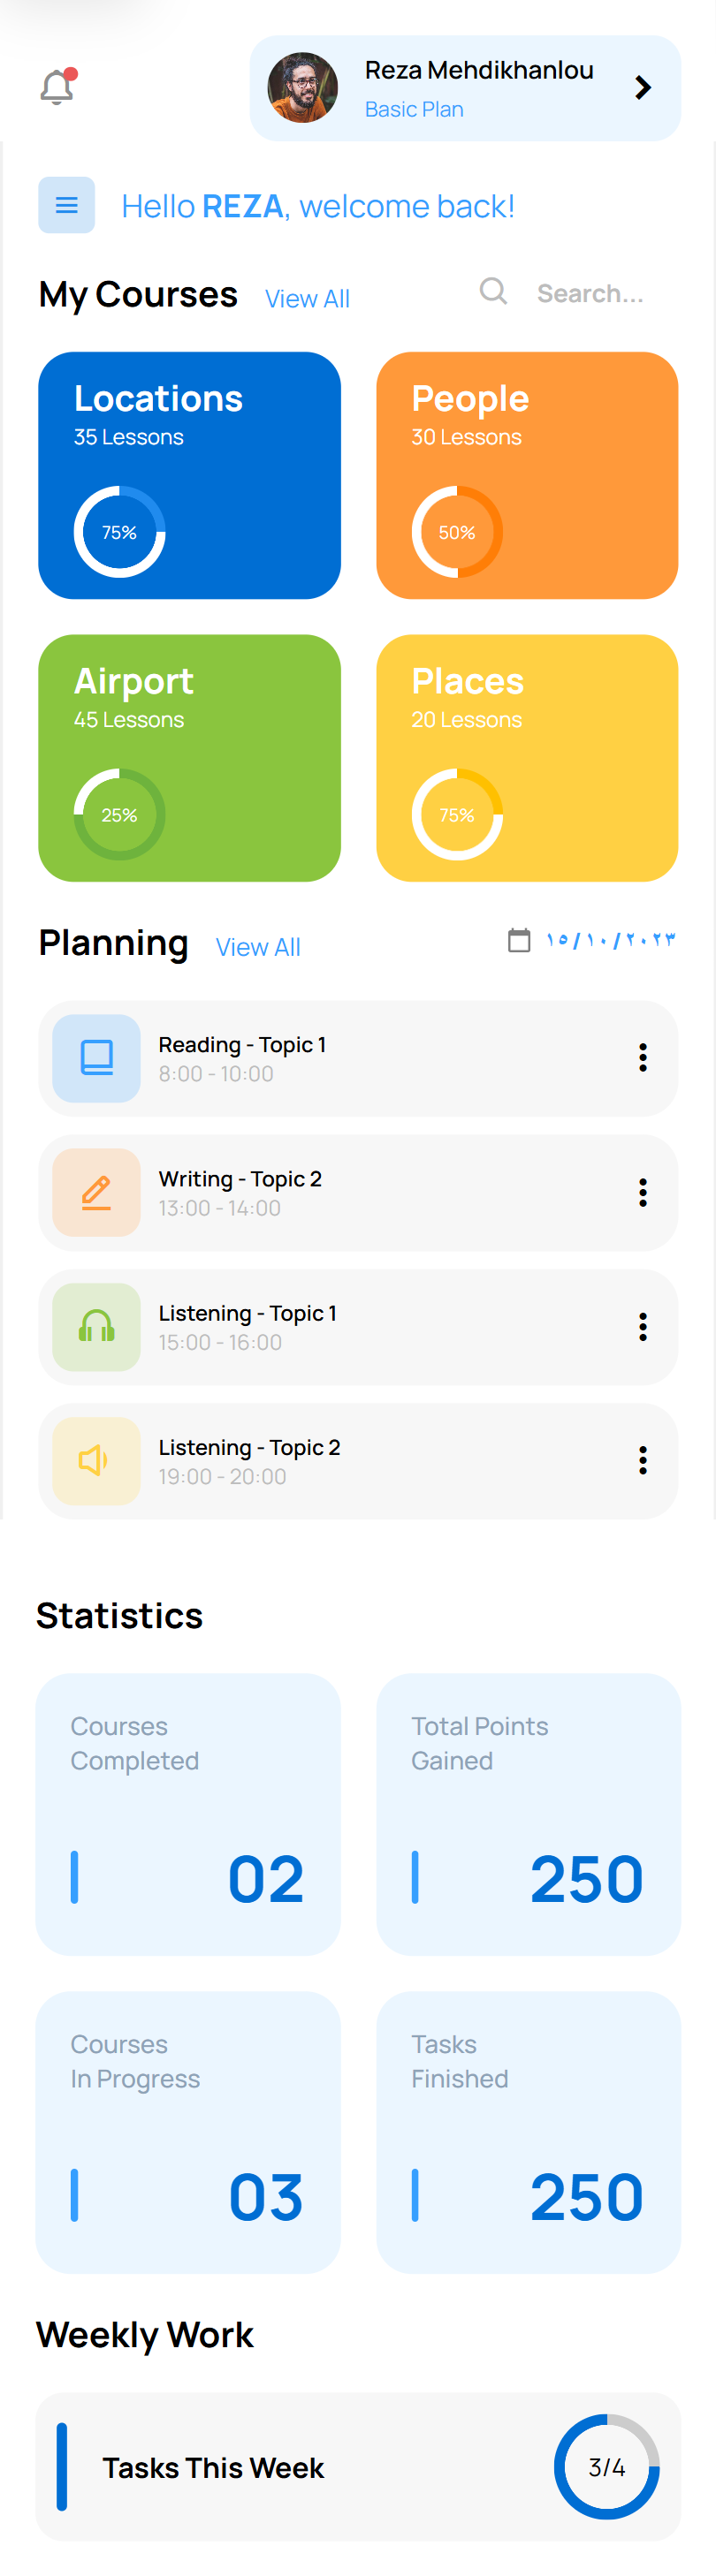 Reza Mehdikhanlou
Basic Plan
Hello REZA, welcome back!
My Courses View All Search...
Locations
35 Lessons
75%
People
30 Lessons
50%
Airport
45 Lessons
25%
Places
20 Lessons
75%
Planning View All ١٥/١٠/٢٠٢٣
Reading - Topic 1
8:00 - 10:00
Writing - Topic 2
13:00 - 14:00
Listening - Topic 1
15:00 - 16:00
Listening - Topic 2
19:00 - 20:00
Statistics
Courses
Completed
02
Total Points
Gained
250
Courses
In Progress
03
Tasks
Finished
250
Weekly Work
Tasks This Week 3/4